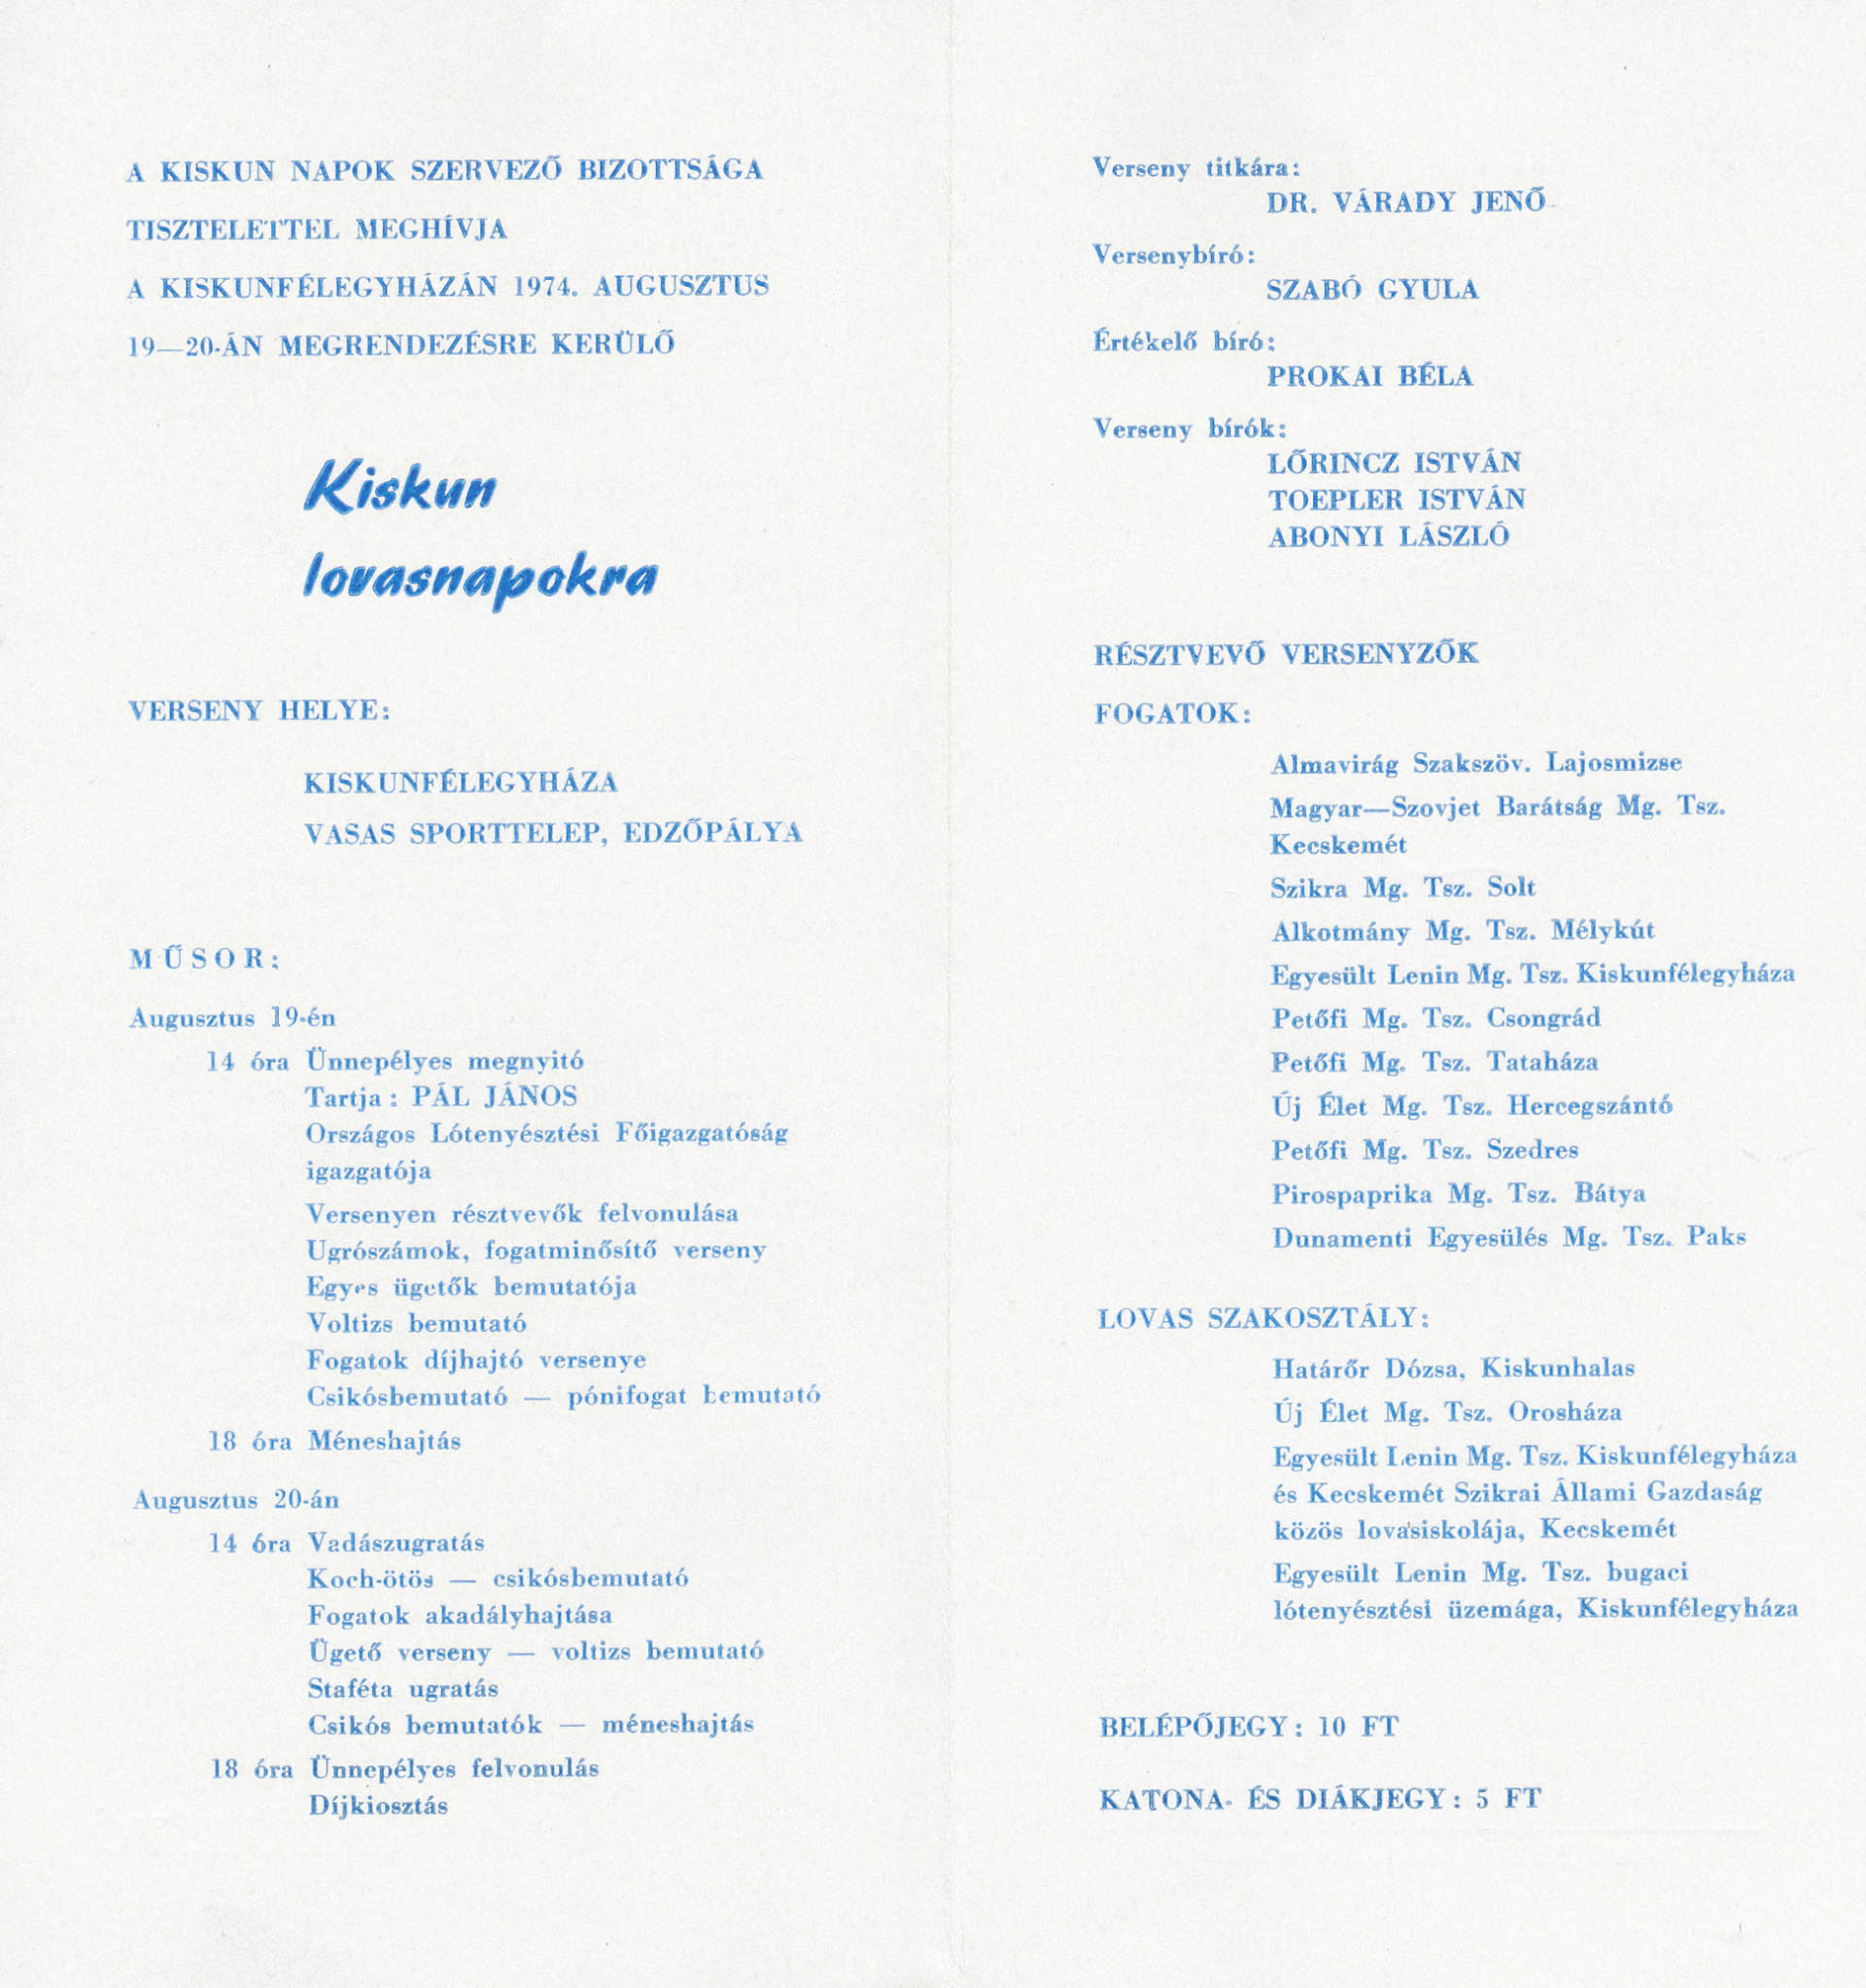 A KISKUN NAPOK SZERVEZŐ BIZOTTSÁGA
TISZTELETTEL MEGHÍVJA
A KISKUNFÉLEGYHÁZÁN 1974. AUGUSZTUS
19—20-ÁN MEGRENDEZÉSRE KERÜLŐ
Kiskun
lovasnapokra
VERSENY HELYE:
KISKUNFÉLEGYHÁZA
VASAS SPORTTELEP, EDZŐPÁLYA
MŰSOR:
Augusztus 19-én
14 óra Ünnepélyes megnyitó
Tartja: PÁL JÁNOS
Országos Lótenyésztési Főigazgatóság
igazgatója
Versenyen résztvevők felvonulása
Ugrószámok, fogatminősítő verseny
Egyes ügetők bemutatója
Voltizs bemutató
Fogatok díjhajtó versenye
Csikósbemutató — pónifogat bemutató
18 óra Méneshajtás
Augusztus 20-án
14 óra Vadászugratás
Koch-ötös — csikósbemutató
Fogatok akadályhajtása
Ügető verseny — voltizs bemutató
Staféta ugratás
Csikós bemutatók — méneshajtás
18 óra Ünnepélyes felvonulás
Díjkiosztás
Verseny titkára:
DR. VÁRADY JENŐ
Versenybíró:
SZABÓ GYULA
Értékelő bíró:
PROKAI BÉLA
Verseny bírók:
LŐRINCZ ISTVÁN
TOEPLER ISTVÁN
ABONYI LÁSZLÓ
RÉSZTVEVŐ VERSENYZŐK
FOGATOK:
Almavirág Szakszöv. Lajosmizse
Magyar—Szovjet Barátság Mg. Tsz.
Kecskemét
Szikra Mg. Tsz. Solt
Alkotmány Mg. Tsz. Mélykút
Egyesült Lenin Mg. Tsz. Kiskunfélegyháza
Petőfi Mg. Tsz. Csongrád
Petőfi Mg. Tsz. Tataháza
Új Élet Mg. Tsz. Hercegszántó
Petőfi Mg. Tsz. Szedres
Pirospaprika Mg. Tsz. Bátya
Dunamenti Egyesülés Mg. Tsz. Paks
LOVAS SZAKOSZTÁLY:
Határőr Dózsa, Kiskunhalas
Új Élet Mg. Tsz. Orosháza
Egyesült Lenin Mg. Tsz. Kiskunfélegyháza
és Kecskemét Szikrai Állami Gazdaság
közös lovasiskolája, Kecskemét
Egyesült Lenin Mg. Tsz. bugaci
lótenyésztési üzemága, Kiskunfélegyháza
BELÉPŐJEGY: 10 FT
KATONA- ÉS DIÁKJEGY: 5 FT